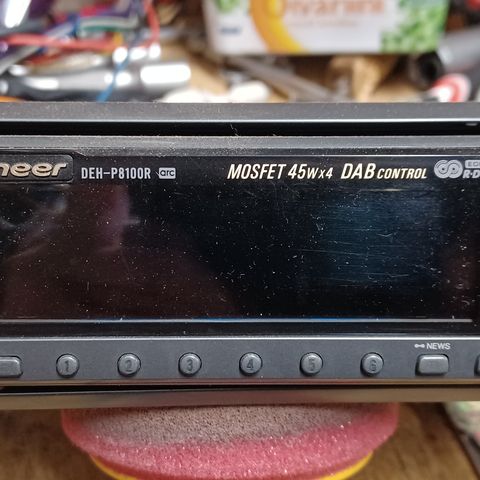 neer DEH-P8100R arc MOSFET 45W×4 DAB CONTROL
1 2 3 4 5 6 NEWS